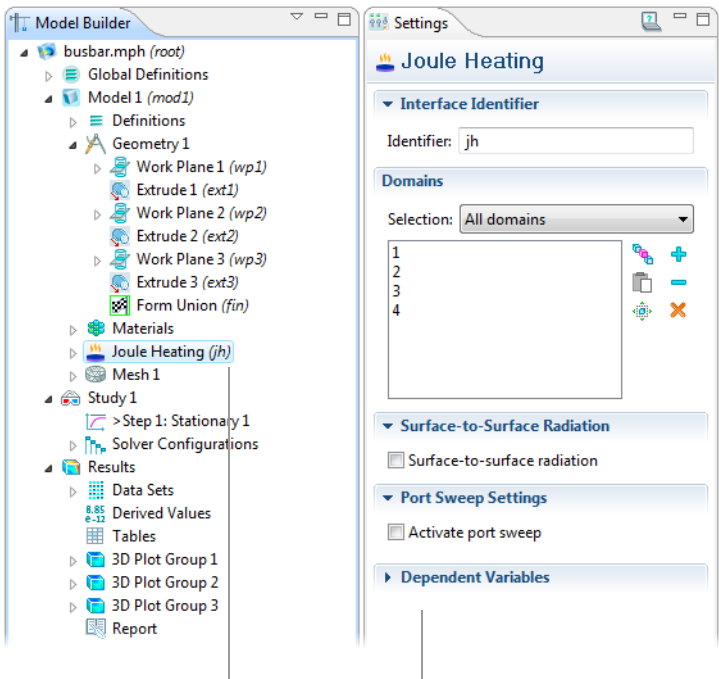 Model Builder
busbar.mph (root)
Global Definitions
Model 1 (mod1)
Definitions
Geometry 1
Work Plane 1 (wp1)
Extrude 1 (ext1)
Work Plane 2 (wp2)
Extrude 2 (ext2)
Work Plane 3 (wp3)
Extrude 3 (ext3)
Form Union (fin)
Materials
Joule Heating (jh)
Mesh 1
Study 1
>Step 1: Stationary 1
Solver Configurations
Results
Data Sets
8.85
e-12
Derived Values
Tables
3D Plot Group 1
3D Plot Group 2
3D Plot Group 3
Report
Settings
Joule Heating
Interface Identifier
Identifier: jh
Domains
Selection: All domains
1
2
3
4
Surface-to-Surface Radiation
Surface-to-surface radiation
Port Sweep Settings
Activate port sweep
Dependent Variables